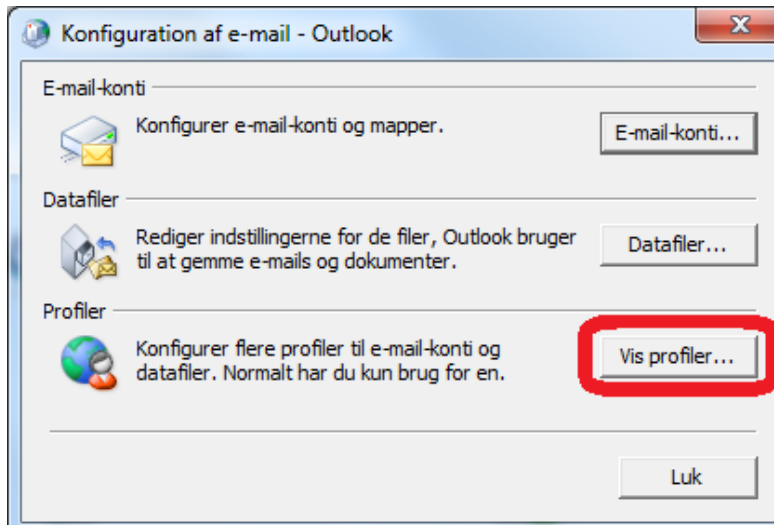 Konfiguration af e-mail - Outlook
E-mail-konti
Konfigurer e-mail-konti og mapper.
E-mail-konti...
Datafiler
Rediger indstillingerne for de filer, Outlook bruger
til at gemme e-mails og dokumenter.
Datafiler...
Profiler
Konfigurer flere profiler til e-mail-konti og
datafiler. Normalt har du kun brug for en.
Vis profiler...
Luk